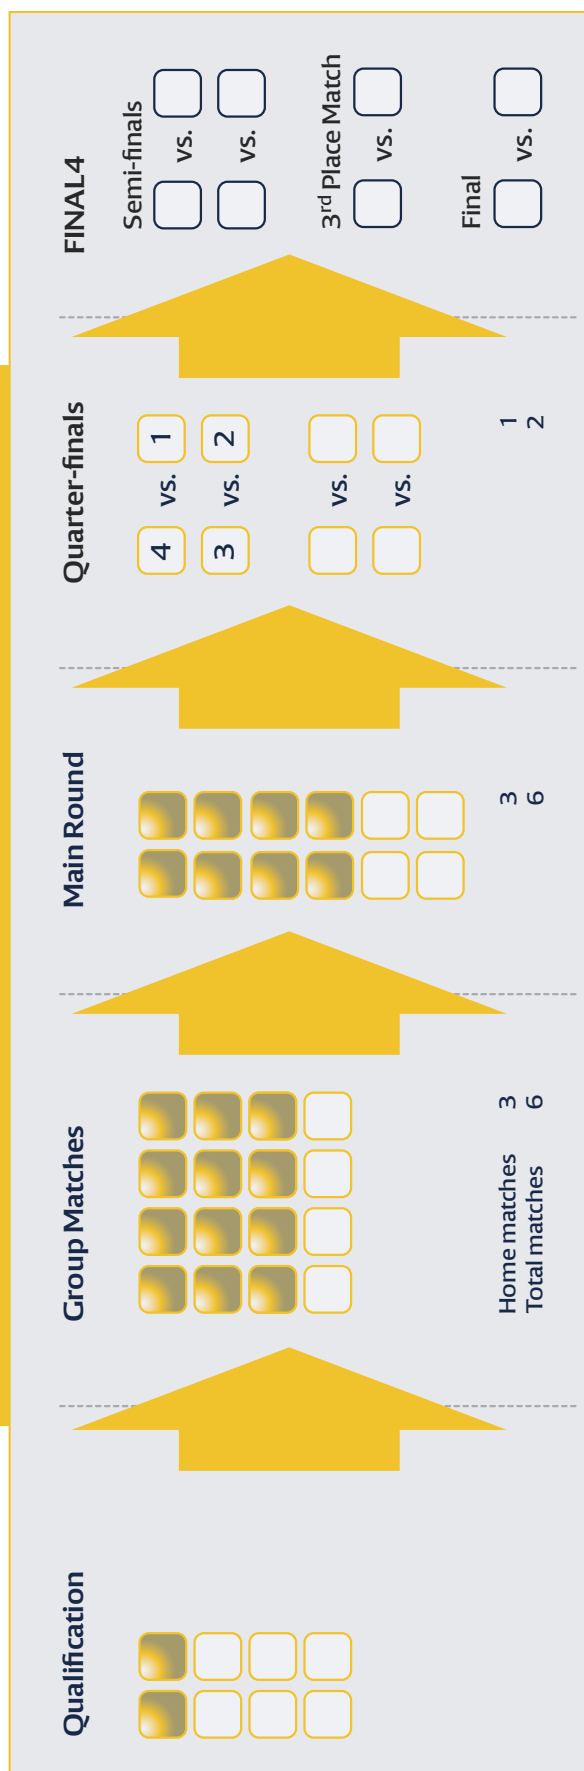 Qualification
Group Matches
Home matches 3
Total matches 6
Main Round
3
6
Quarter-finals
4 vs. 1
3 vs. 2
vs.
vs.
1
2
FINAL4
Semi-finals
vs.
vs.
3rd Place Match
vs.
Final
vs.